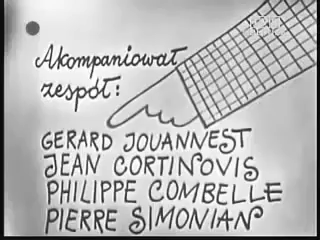 Akompaniował
zespół:
GERARD JOUANNEST
JEAN CORTINOVIS
PHILIPPE COMBELLE
PIERRE SIMONIAN